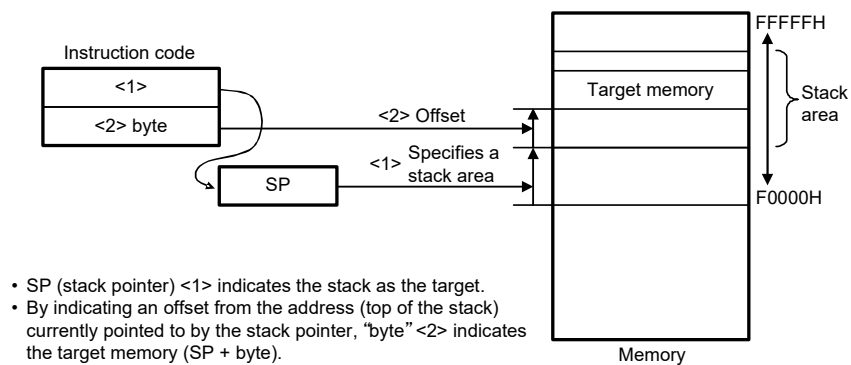 Instruction code
<1>
<2> byte
SP
<2> Offset
<1> Specifies a
stack area
FFFFFH
Target memory
Stack
area
F0000H
Memory
• SP (stack pointer) <1> indicates the stack as the target.
• By indicating an offset from the address (top of the stack)
currently pointed to by the stack pointer, “byte” <2> indicates
the target memory (SP + byte).